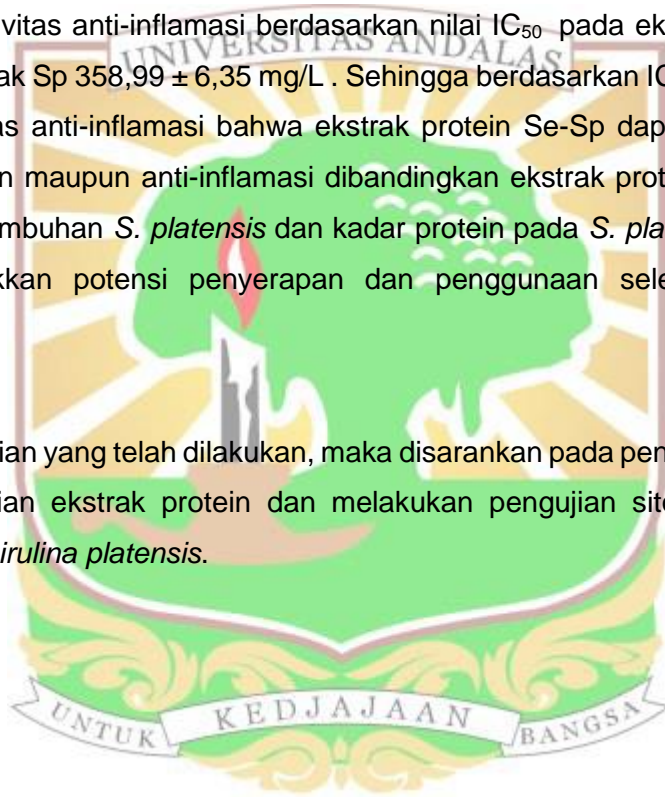 vitas anti-inflamasi berdasarkan nilai IC₅₀ pada ek
ak Sp 358,99 ± 6,35 mg/L . Sehingga berdasarkan IC
as anti-inflamasi bahwa ekstrak protein Se-Sp dap
n maupun anti-inflamasi dibandingkan ekstrak prot
mbuhan S. platensis dan kadar protein pada S. pla
kkan potensi penyerapan dan penggunaan sele
ian yang telah dilakukan, maka disarankan pada pen
ian ekstrak protein dan melakukan pengujian sit
irulina platensis.
UNIVERSITAS ANDALAS
UNTUK KEDJAJAAN BANGSA